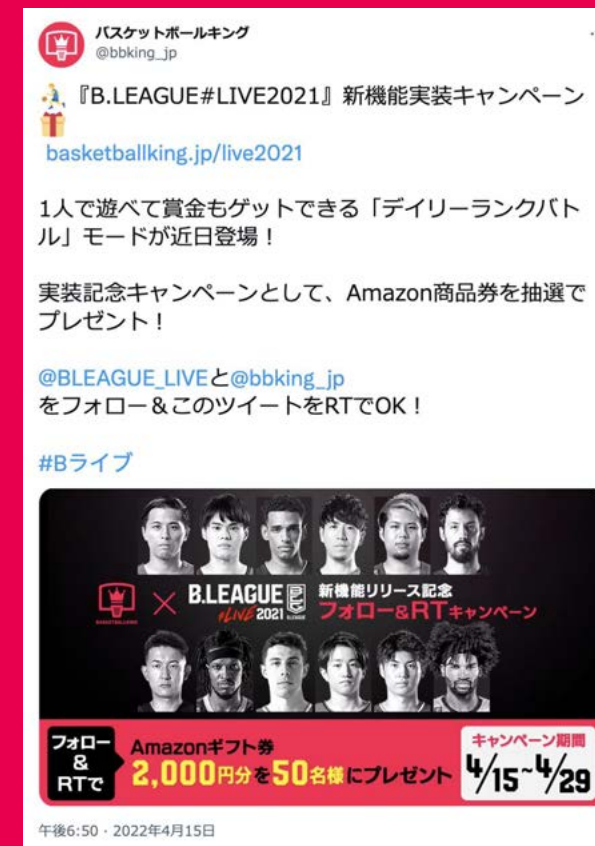 バスケットボールキング
@bbking_jp
『B.LEAGUE#LIVE2021』新機能実装キャンペーン
basketballking.jp/live2021
1人で遊べて賞金もゲットできる「デイリーランクバト
ル」モードが近日登場！
実装記念キャンペーンとして、Amazon商品券を抽選で
プレゼント！
@BLEAGUE_LIVEと@bbking_jp
をフォロー＆このツイートをRTでOK！
#Bライブ
BASKETBALLKING
×
B.LEAGUE
#LIVE 2021
B.LEAGUE
新機能リリース記念
フォロー&RTキャンペーン
フォロー
&
RTで
Amazonギフト券
2,000円分を50名様にプレゼント
キャンペーン期間
4/15~4/29
午後6:50 · 2022年4月15日